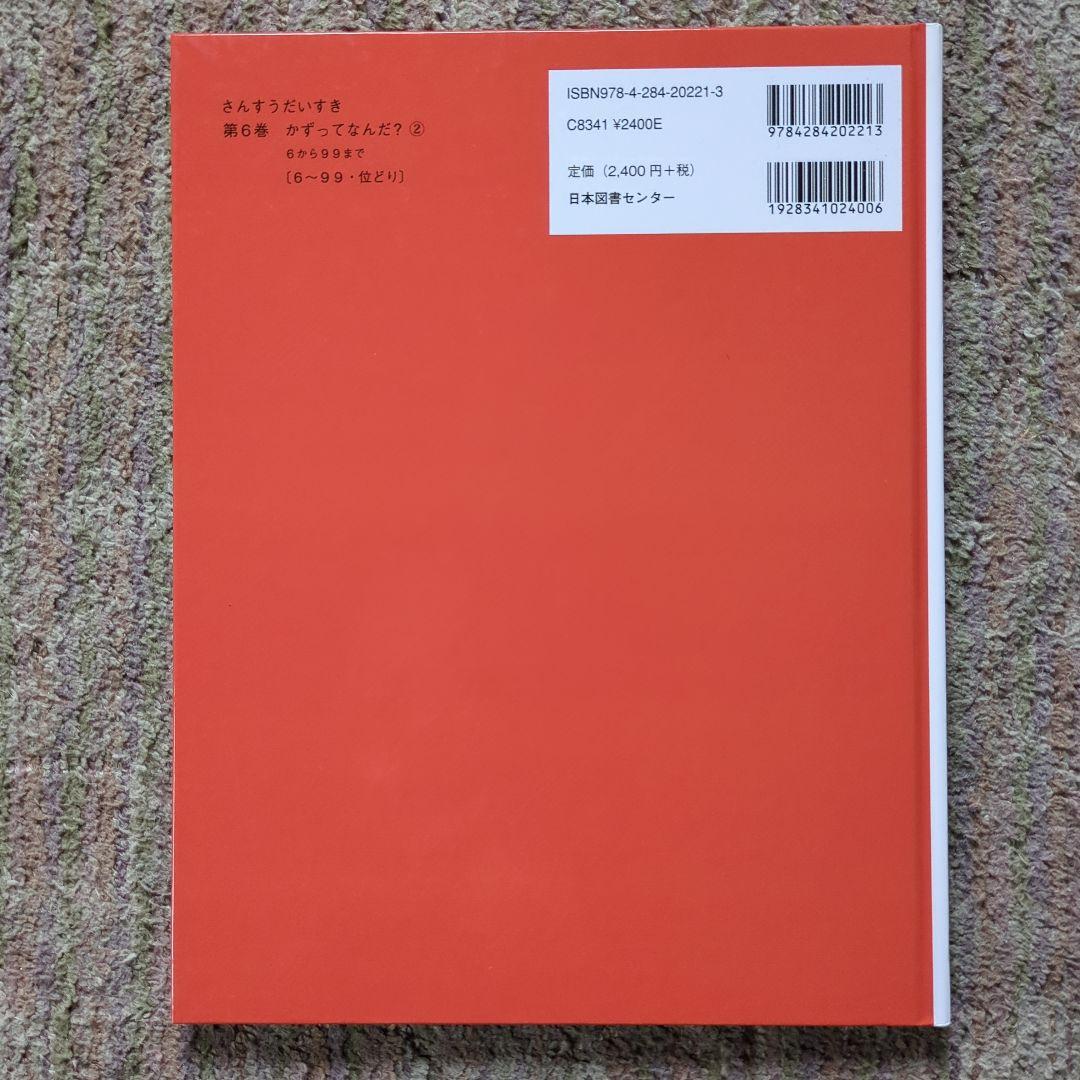 さんすうだいすき
第6巻 かずってなんだ？②
6から99まで
〔6〜99・位どり〕
ISBN978-4-284-20221-3
C8341 ¥2400E
定価（2,400円＋税）
日本図書センター
9784284202213
1928341024006